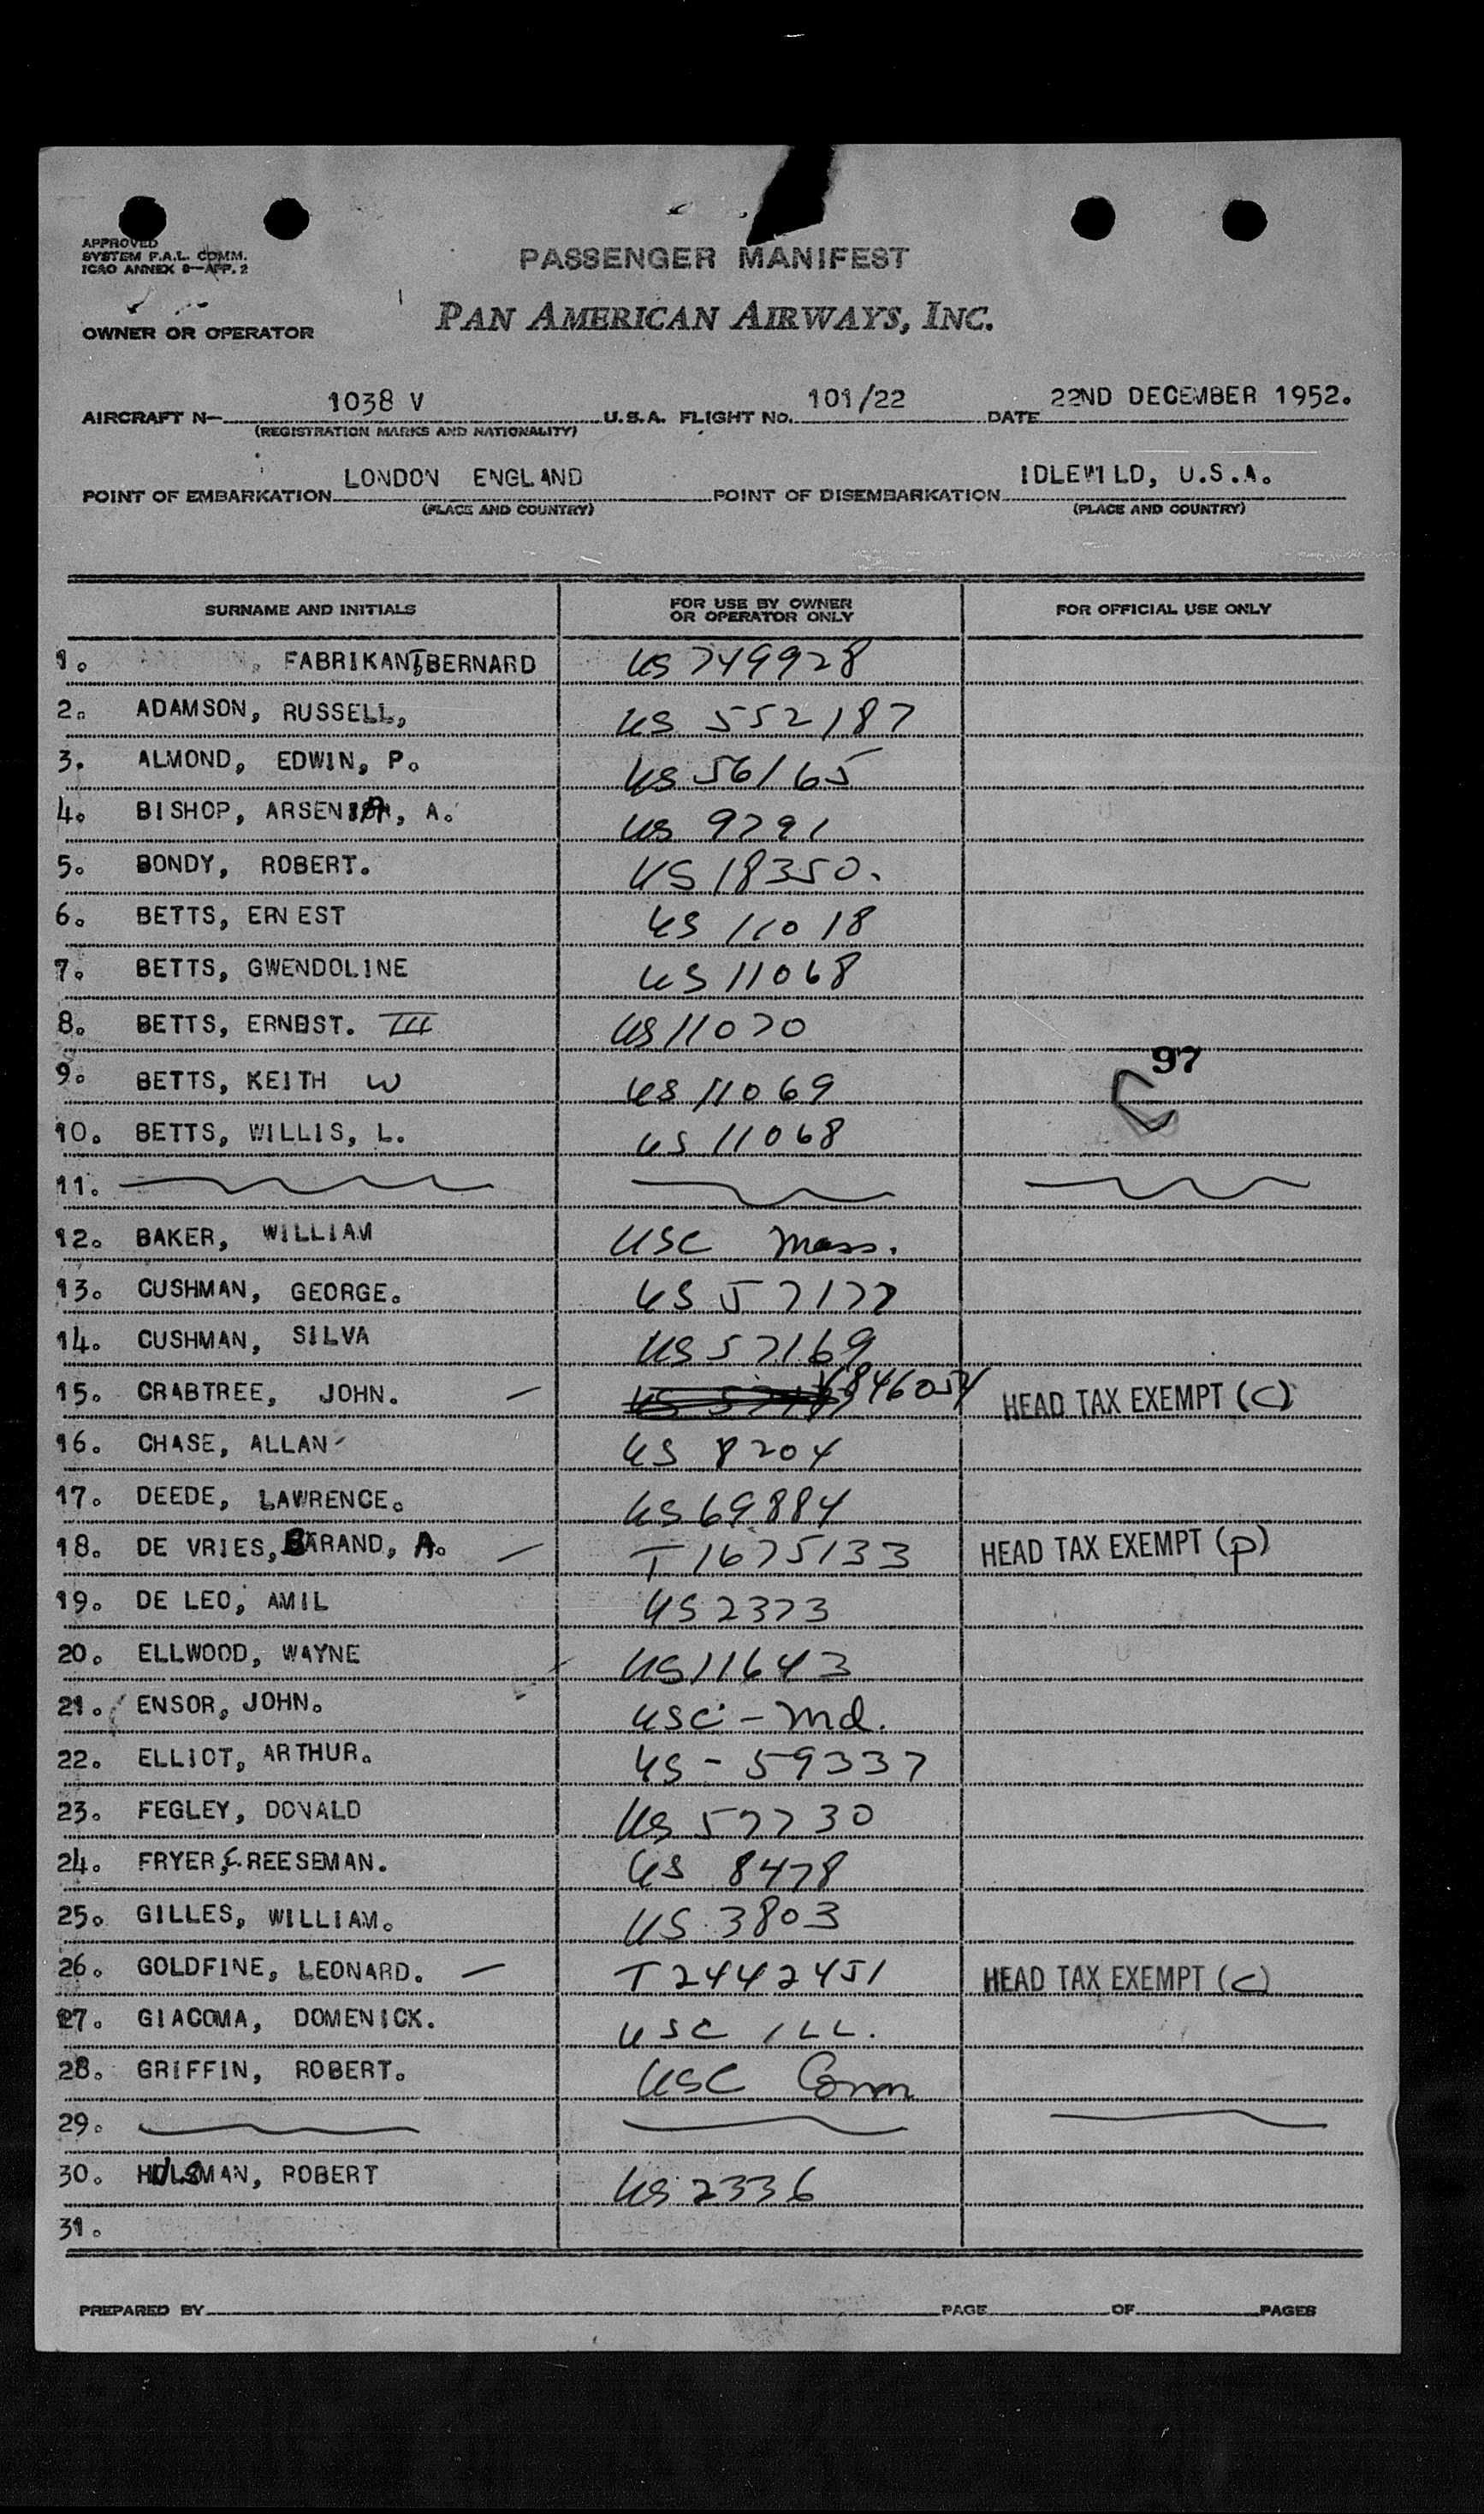 APPROVED
SYSTEM F.A.L. COMM.
ICAO ANNEX 9—APP. 2
PASSENGER MANIFEST
OWNER OR OPERATOR PAN AMERICAN AIRWAYS, INC.
AIRCRAFT N— 1038 V U.S.A. FLIGHT NO. 101/22 DATE 22ND DECEMBER 1952.
(REGISTRATION MARKS AND NATIONALITY)
POINT OF EMBARKATION LONDON ENGLAND POINT OF DISEMBARKATION IDLEWILD, U.S.A.
(PLACE AND COUNTRY) (PLACE AND COUNTRY)
SURNAME AND INITIALS FOR USE BY OWNER OR OPERATOR ONLY FOR OFFICIAL USE ONLY
1. FABRIKANT, BERNARD US 749928
2. ADAMSON, RUSSELL, US 552187
3. ALMOND, EDWIN, P. US 56165
4. BISHOP, ARSENIA, A. US 9791
5. BONDY, ROBERT. US 18350.
6. BETTS, ERNEST US 11018
7. BETTS, GWENDOLINE US 11068
8. BETTS, ERNEST. III US 11070
97
9. BETTS, KEITH W US 11069
10. BETTS, WILLIS, L. US 11068
11.
12. BAKER, WILLIAM USC Mass.
13. CUSHMAN, GEORGE. US 57177
14. CUSHMAN, SILVA US 57169
15. CRABTREE, JOHN. — 846054 HEAD TAX EXEMPT (C)
16. CHASE, ALLAN US 8204
17. DEEDE, LAWRENCE. US 69884
18. DE VRIES, BARAND, A. — T 1675133 HEAD TAX EXEMPT (p)
19. DE LEO, AMIL US 2373
20. ELLWOOD, WAYNE US 11643
21. ENSOR, JOHN. USC - Md.
22. ELLIOT, ARTHUR. US - 59337
23. FEGLEY, DONALD US 57730
24. FRYER, C. REESEMAN. US 8478
25. GILLES, WILLIAM. US 3803
26. GOLDFINE, LEONARD. — T 2442451 HEAD TAX EXEMPT (C)
27. GIACOMA, DOMENICK. USC ILL.
28. GRIFFIN, ROBERT. USC Conn
29.
30. HULSMAN, ROBERT US 2336
31.
PREPARED BY PAGE OF PAGES